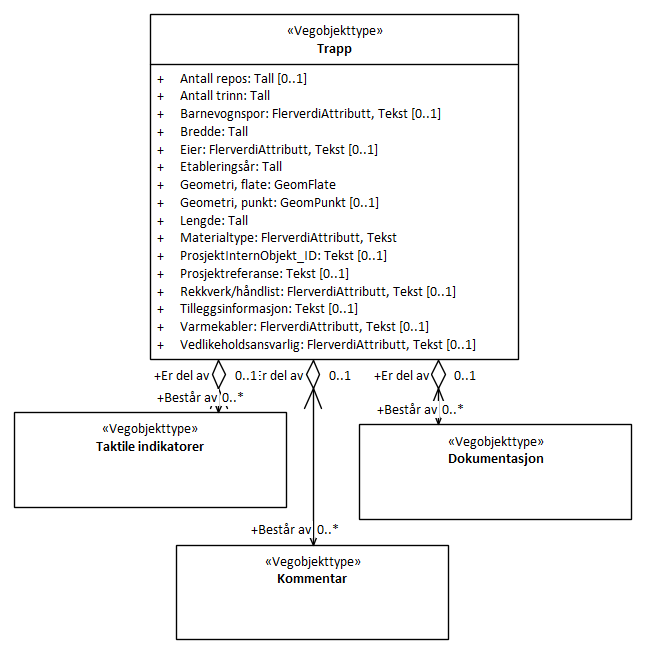 «Vegobjekttype»
Trapp
+ Antall repos: Tall [0..1]
+ Antall trinn: Tall
+ Barnevognspor: FlerverdiAttributt, Tekst [0..1]
+ Bredde: Tall
+ Eier: FlerverdiAttributt, Tekst [0..1]
+ Etableringsår: Tall
+ Geometri, flate: GeomFlate
+ Geometri, punkt: GeomPunkt [0..1]
+ Lengde: Tall
+ Materialtype: FlerverdiAttributt, Tekst
+ ProsjektInternObjekt_ID: Tekst [0..1]
+ Prosjektreferanse: Tekst [0..1]
+ Rekkverk/håndlist: FlerverdiAttributt, Tekst [0..1]
+ Tilleggsinformasjon: Tekst [0..1]
+ Varmekabler: FlerverdiAttributt, Tekst [0..1]
+ Vedlikeholdsansvarlig: FlerverdiAttributt, Tekst [0..1]
+Er del av 0..1 Er del av 0..1 +Er del av 0..1
+Består av 0..*
+Består av 0..*
«Vegobjekttype»
Taktile indikatorer
«Vegobjekttype»
Dokumentasjon
+Består av 0..*
«Vegobjekttype»
Kommentar